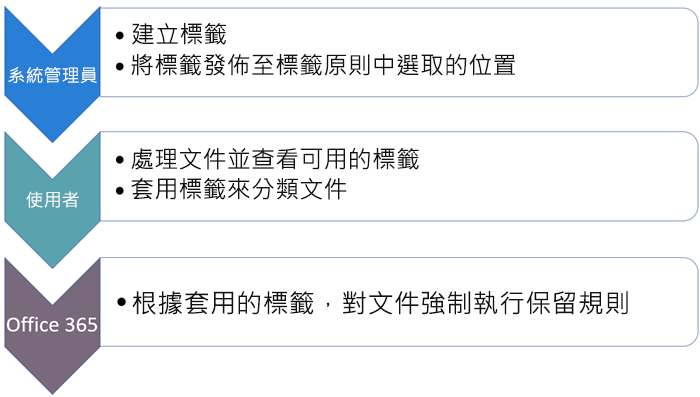 系統管理員
• 建立標籤
• 將標籤發佈至標籤原則中選取的位置
使用者
• 處理文件並查看可用的標籤
• 套用標籤來分類文件
Office 365
• 根據套用的標籤，對文件強制執行保留規則